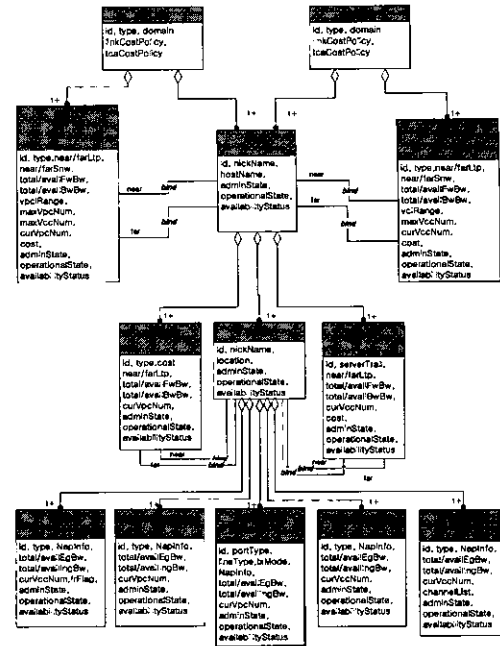 id, type, domain
linkCostPolicy,
tcaCostPolicy
id, type, domain
linkCostPolicy,
tcaCostPolicy
1+
1+
1+
1+
id, type,near/farLtp,
near/farSnw,
total/availFwBw,
total/availBwBw,
vpciRange,
maxVpcNum,
maxVccNum,
curVpcNum,
cost,
adminState,
operationalState,
availabilityStatus
near
bind
far
bind
id, nickName,
hostName,
adminState,
operationalState,
availabilityStatus
near
bind
far
bind
id, type,near/farLtp,
near/farSnw,
total/availFwBw,
total/availBwBw,
vciRange,
maxVpcNum,
maxVccNum,
curVpcNum,
cost,
adminState,
operationalState,
availabilityStatus
1+
1+
1+
id, type,cost
near/farLtp,
total/availFwBw,
total/availBwBw,
curVpcNum,
adminState,
operationalState,
availabilityStatus
id, nickName,
location,
adminState,
operationalState,
availabilityStatus
id, serverTrail,
near/farLtp,
total/availFwBw,
total/availBwBw,
curVccNum,
cost,
adminState,
operationalState,
availabilityStatus
near
bind
far
bind
near
bind
bind
far
1+
1+
1+
1+
1+
id, type, NapInfo,
total/availEgBw,
total/availIngBw,
curVccNum,
adminState,
operationalState,
availabilityStatus
id, type, NapInfo,
total/availEgBw,
total/availIngBw,
curVpcNum,
adminState,
operationalState,
availabilityStatus
id, portType,
lineType,txMode,
NapInfo,
total/availEgBw,
total/availIngBw,
curVpcNum,
adminState,
operationalState,
availabilityStatus
id, type, NapInfo,
total/availEgBw,
total/availIngBw,
curVccNum,
adminState,
operationalState,
availabilityStatus
id, type, NapInfo,
total/availEgBw,
total/availIngBw,
curVccNum,
channelList,
adminState,
operationalState,
availabilityStatus